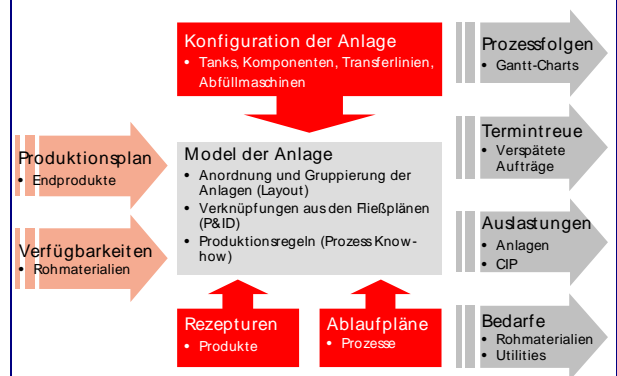 Konfiguration der Anlage
• Tanks, Komponenten, Transferlinien,
Abfüllmaschinen
Produktionsplan
• Endprodukte
Verfügbarkeiten
• Rohmaterialien
Model der Anlage
• Anordnung und Gruppierung der
Anlagen (Layout)
• Verknüpfungen aus den Fließplänen
(P&ID)
• Produktionsregeln (Prozess Know-
how)
Rezepturen
• Produkte
Ablaufpläne
• Prozesse
Prozessfolgen
• Gantt-Charts
Termintreue
• Verspätete
Aufträge
Auslastungen
• Anlagen
• CIP
Bedarfe
• Rohmaterialien
• Utilities